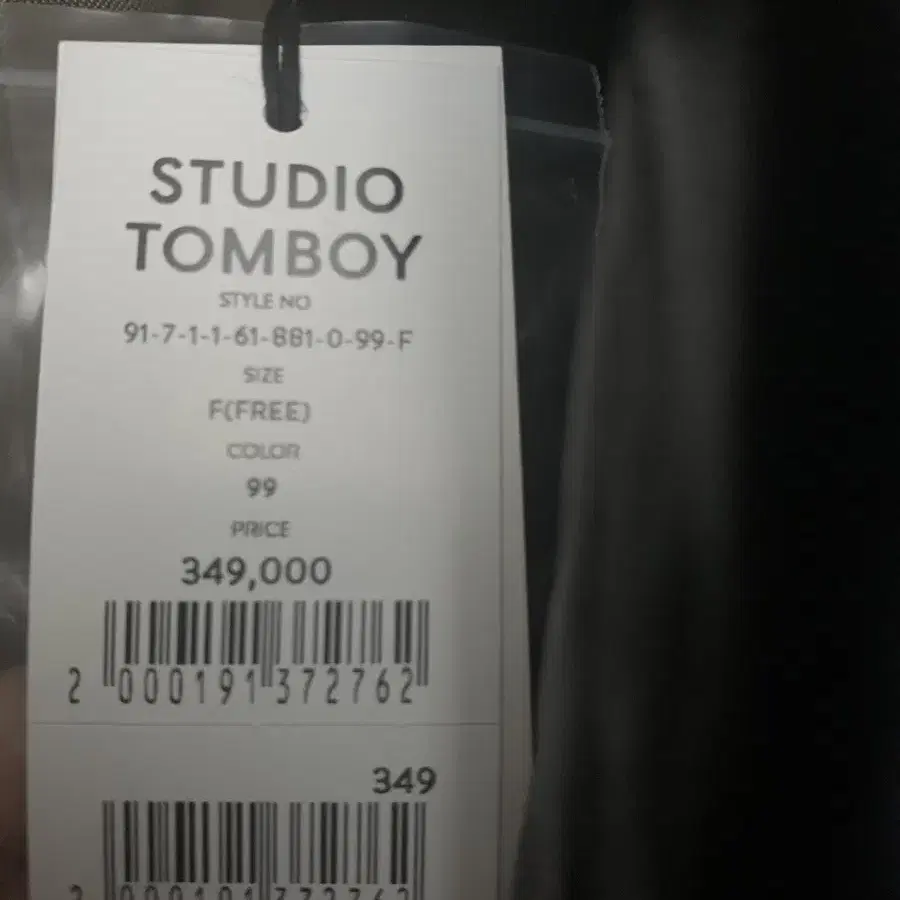 STUDIO
TOMBOY
STYLE NO
91-7-1-1-61-881-0-99-F
SIZE
F(FREE)
COLOR
99
PRICE
349,000
2 000191 372762
349